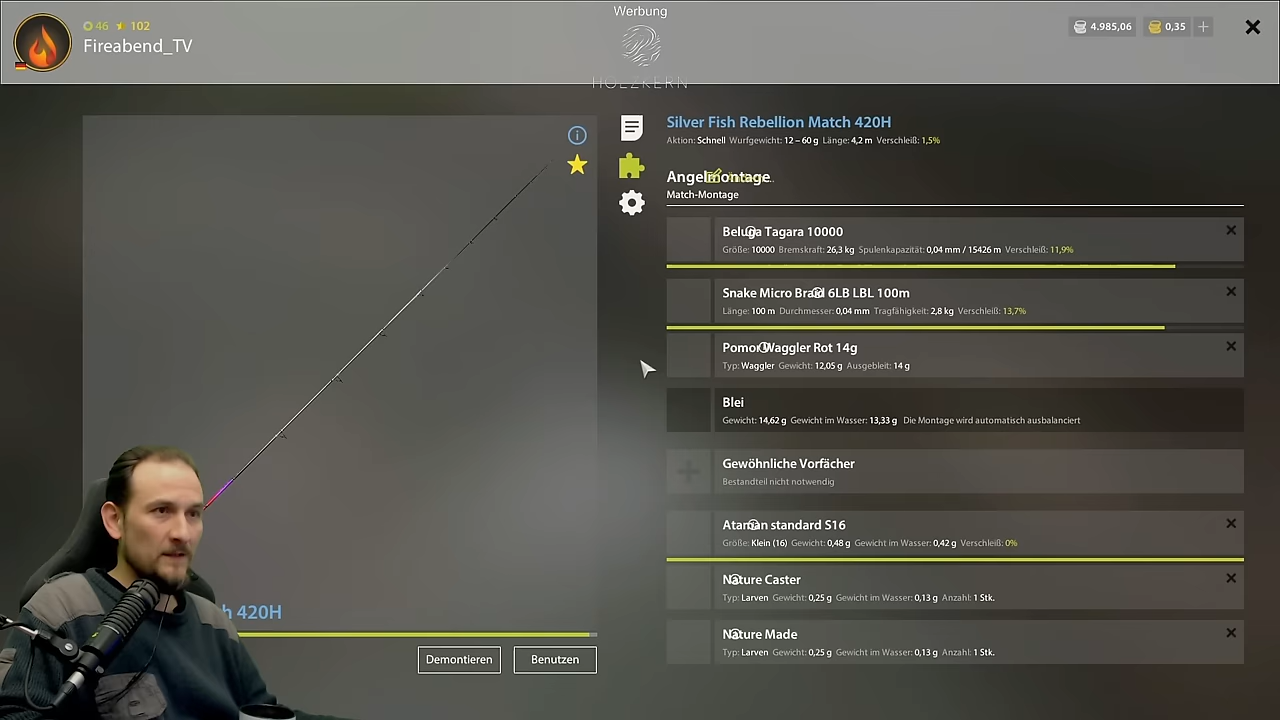 46 102
Fireabend_TV
Werbung
HOLZKERN
4.985,06
0,35
Silver Fish Rebellion Match 420H
Aktion: Schnell Wurfgewicht: 12 – 60 g Länge: 4,2 m Verschleiß: 1,5%
Angelmontage
Match-Montage
Beluga Tagara 10000
Größe: 10000 Bremskraft: 26,3 kg Spulenkapazität: 0,04 mm / 15426 m Verschleiß: 11,9%
Snake Micro Braid 6LB LBL 100m
Länge: 100 m Durchmesser: 0,04 mm Tragfähigkeit: 2,8 kg Verschleiß: 13,7%
Pomor Waggler Rot 14g
Typ: Waggler Gewicht: 12,05 g Ausgebleit: 14 g
Blei
Gewicht: 14,62 g Gewicht im Wasser: 13,33 g Die Montage wird automatisch ausbalanciert
Gewöhnliche Vorfächer
Bestandteil nicht notwendig
Ataman standard S16
Größe: Klein (16) Gewicht: 0,48 g Gewicht im Wasser: 0,42 g Verschleiß: 0%
Nature Caster
Typ: Larven Gewicht: 0,25 g Gewicht im Wasser: 0,13 g Anzahl: 1 Stk.
Nature Made
Typ: Larven Gewicht: 0,25 g Gewicht im Wasser: 0,13 g Anzahl: 1 Stk.
h 420H
Demontieren
Benutzen